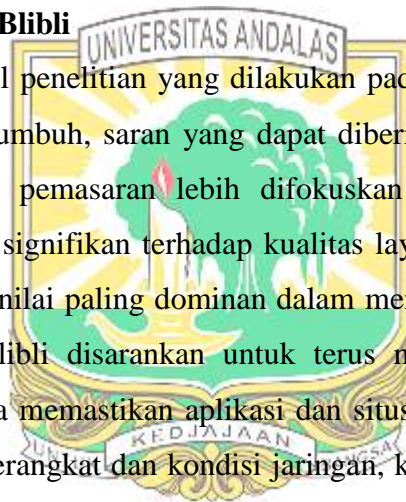 Blibli
UNIVERSITAS ANDALAS
l penelitian yang dilakukan pad
umbuh, saran yang dapat diberi
pemasaran lebih difokuskan
signifikan terhadap kualitas lay
nilai paling dominan dalam me
libli disarankan untuk terus m
a memastikan aplikasi dan situs
KEDJAJAAN
erangkat dan kondisi jaringan, k